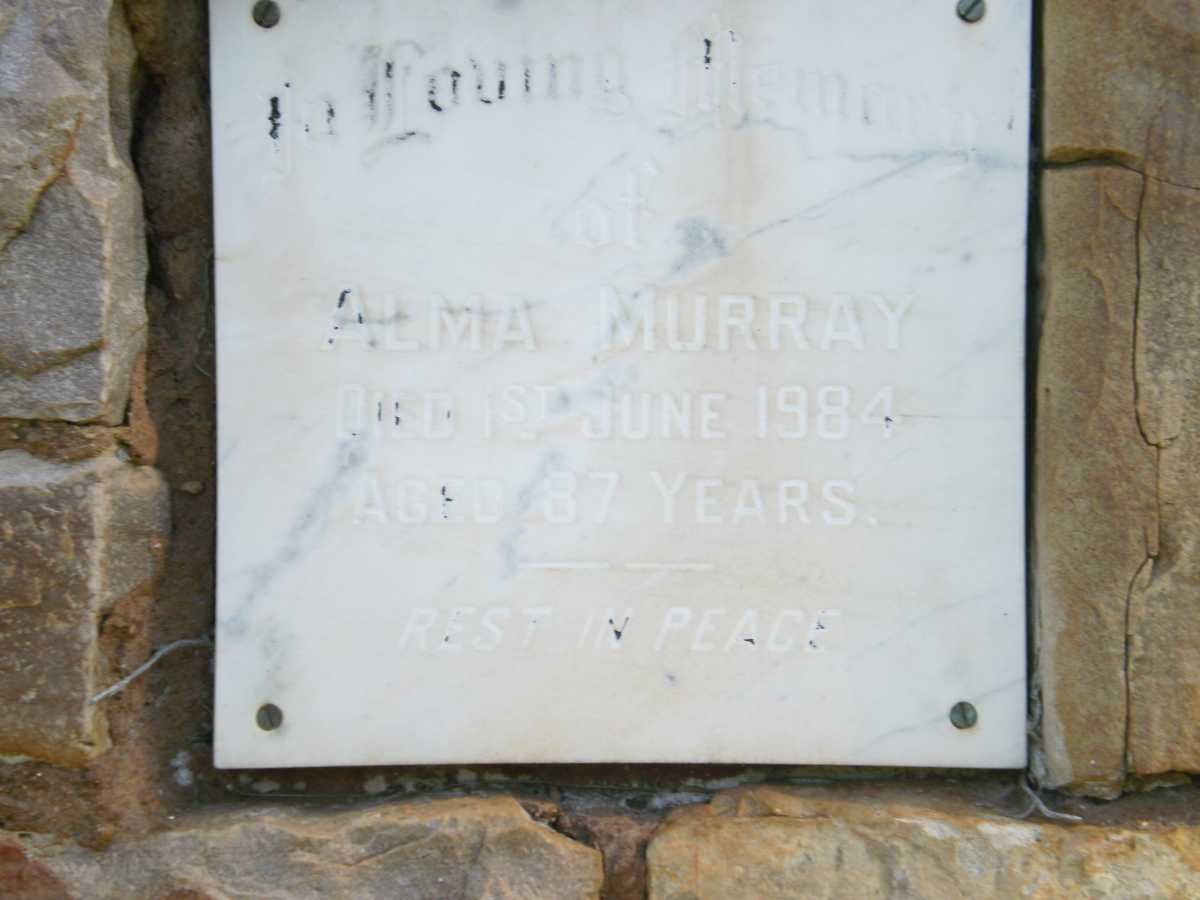 In Loving Memory
of
ALMA MURRAY
DIED 1ST JUNE 1984
AGED 87 YEARS.
REST IN PEACE